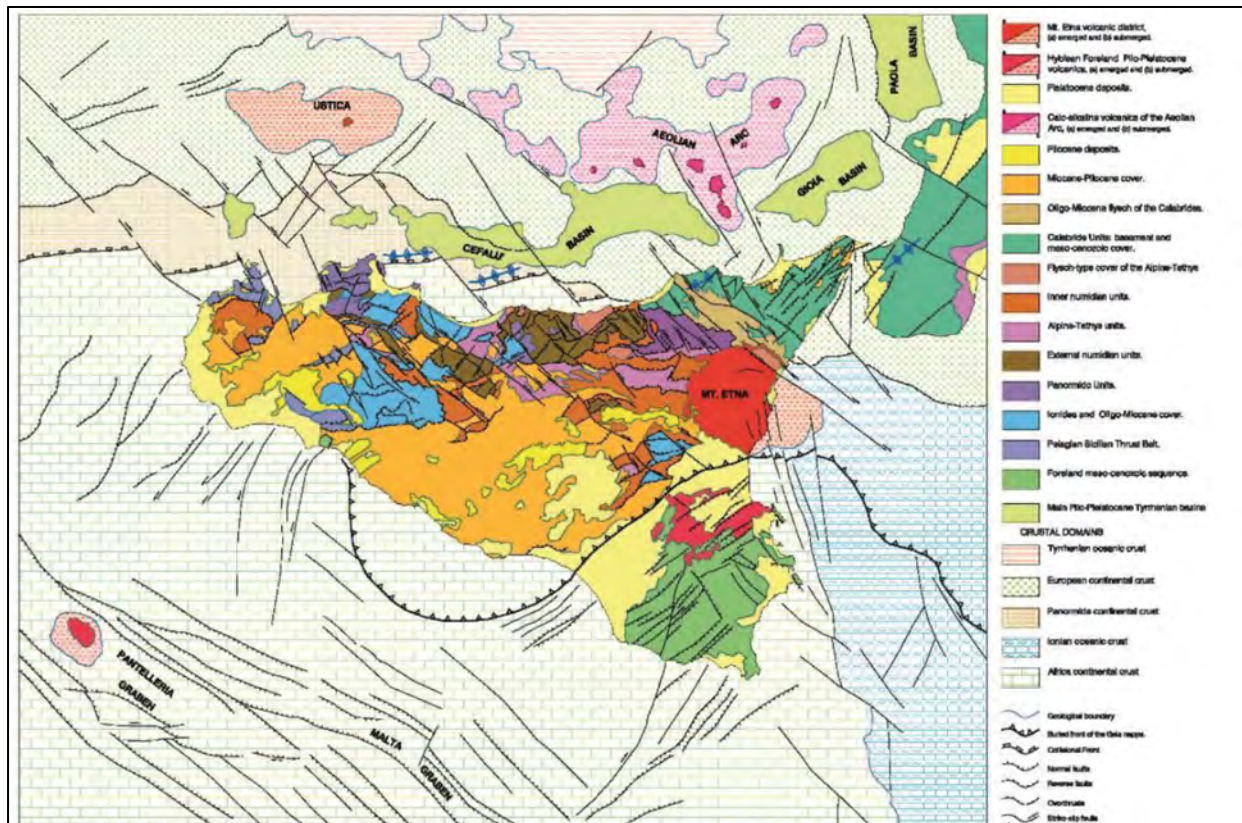 USTICA
AEOLIAN
ARC
PAOLA
BASIN
GIOIA
BASIN
CEFALU'
BASIN
MT. ETNA
PANTELLERIA
GRABEN
MALTA
GRABEN
Mt. Etna volcanic district,
(a) emerged and (b) submerged.
Hyblean Foreland Plio-Pleistocene
volcanics, (a) emerged and (b) submerged.
Pleistocene deposits.
Calc-alkaline volcanics of the Aeolian
Arc, (a) emerged and (b) submerged.
Pliocene deposits.
Miocene-Pliocene cover.
Oligo-Miocene flysch of the Calabrides.
Calabride Units: basement and
meso-cenozoic cover.
Flysch-type cover of the Alpine-Tethys
Inner numidian units.
Alpine-Tethys units.
External numidian units.
Panormide Units.
Ionides and Oligo-Miocene cover.
Pelagian Sicilian Thrust Belt.
Foreland meso-cenozoic sequence.
Main Plio-Pleistocene Tyrrhenian basins
CRUSTAL DOMAINS
Tyrrhenian oceanic crust
European continental crust
Panormide continental crust
Ionian oceanic crust
Africa continental crust
Geological boundary
Buried front of the Gela nappe.
Collisional Front
Normal faults
Reverse faults
Overthrusts
Strike-slip faults